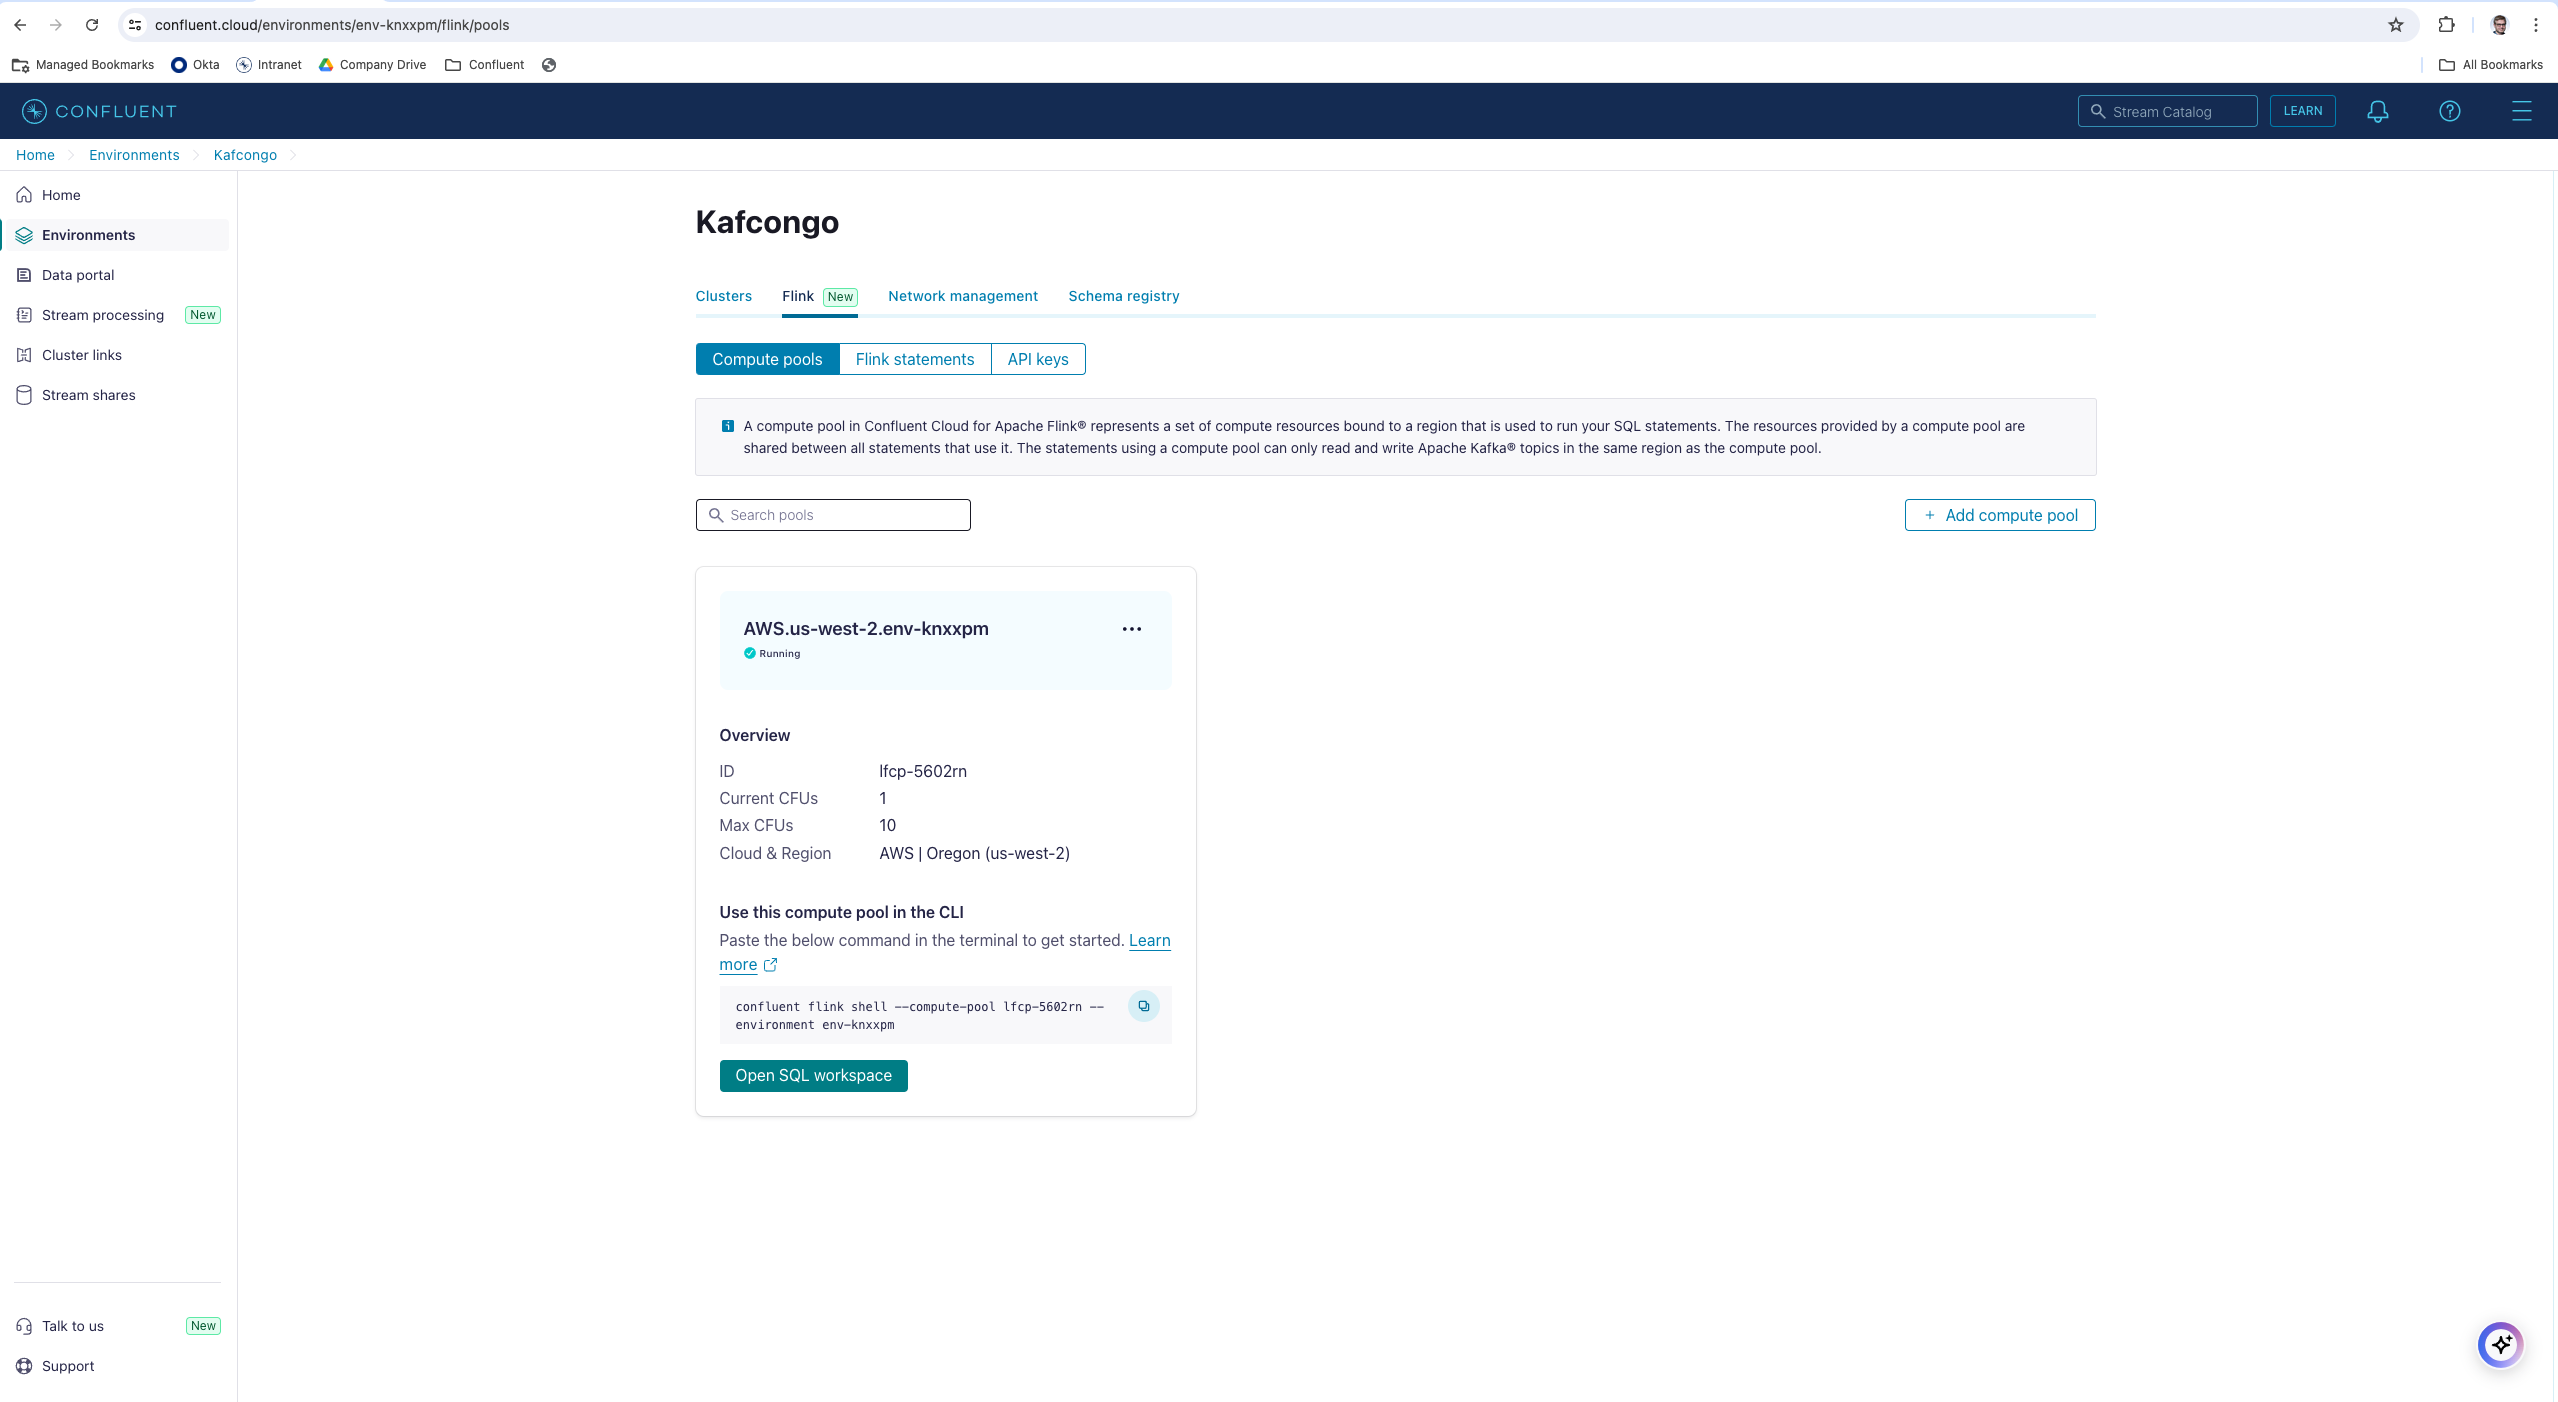 confluent.cloud/environments/env-knxxpm/flink/pools
Managed Bookmarks
Okta
Intranet
Company Drive
Confluent
All Bookmarks
CONFLUENT
Stream Catalog
LEARN
Home
Environments
Kafcongo
Home
Environments
Data portal
Stream processing New
Cluster links
Stream shares
Kafcongo
Clusters
Flink New
Network management
Schema registry
Compute pools
Flink statements
API keys
A compute pool in Confluent Cloud for Apache Flink® represents a set of compute resources bound to a region that is used to run your SQL statements. The resources provided by a compute pool are
shared between all statements that use it. The statements using a compute pool can only read and write Apache Kafka® topics in the same region as the compute pool.
Search pools
+ Add compute pool
AWS.us-west-2.env-knxxpm
Running
Overview
ID lfcp-5602rn
Current CFUs 1
Max CFUs 10
Cloud & Region AWS | Oregon (us-west-2)
Use this compute pool in the CLI
Paste the below command in the terminal to get started. Learn
more
confluent flink shell --compute-pool lfcp-5602rn --
environment env-knxxpm
Open SQL workspace
Talk to us New
Support